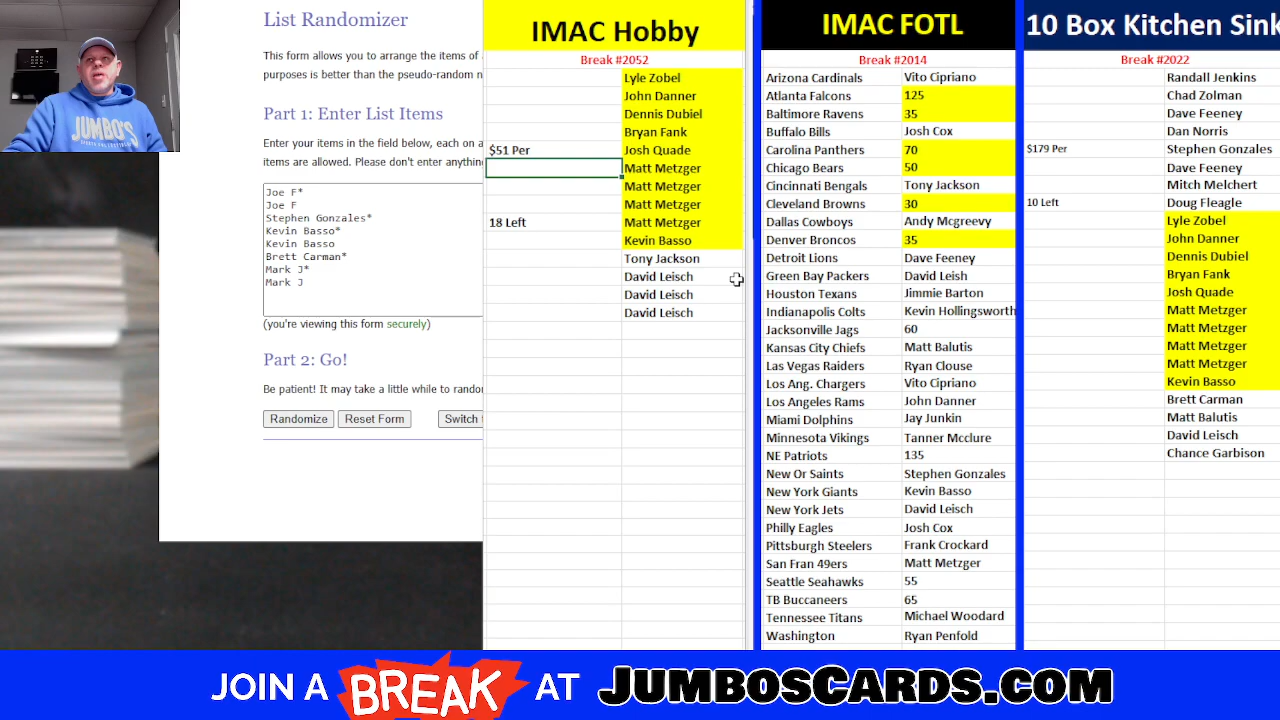 List Randomizer
This form allows you to arrange the items of
purposes is better than the pseudo-random n
Part 1: Enter List Items
Enter your items in the field below, each on a
items are allowed. Please don't enter anythin
Joe F*
Joe F
Stephen Gonzales*
Kevin Basso*
Kevin Basso
Brett Carman*
Mark J*
Mark J
(you're viewing this form securely)
Part 2: Go!
Be patient! It may take a little while to rando
Randomize Reset Form Switch
JUMBO'S
IMAC Hobby
Break #2052
Lyle Zobel
John Danner
Dennis Dubiel
Bryan Fank
$51 Per Josh Quade
Matt Metzger
Matt Metzger
Matt Metzger
18 Left Matt Metzger
Kevin Basso
Tony Jackson
David Leisch
David Leisch
David Leisch
IMAC FOTL
Break #2014
Arizona Cardinals Vito Cipriano
Atlanta Falcons 125
Baltimore Ravens 35
Buffalo Bills Josh Cox
Carolina Panthers 70
Chicago Bears 50
Cincinnati Bengals Tony Jackson
Cleveland Browns 30
Dallas Cowboys Andy Mcgreevy
Denver Broncos 35
Detroit Lions Dave Feeney
Green Bay Packers David Leish
Houston Texans Jimmie Barton
Indianapolis Colts Kevin Hollingsworth
Jacksonville Jags 60
Kansas City Chiefs Matt Balutis
Las Vegas Raiders Ryan Clouse
Los Ang. Chargers Vito Cipriano
Los Angeles Rams John Danner
Miami Dolphins Jay Junkin
Minnesota Vikings Tanner Mcclure
NE Patriots 135
New Or Saints Stephen Gonzales
New York Giants Kevin Basso
New York Jets David Leisch
Philly Eagles Josh Cox
Pittsburgh Steelers Frank Crockard
San Fran 49ers Matt Metzger
Seattle Seahawks 55
TB Buccaneers 65
Tennessee Titans Michael Woodard
Washington Ryan Penfold
10 Box Kitchen Sink
Break #2022
Randall Jenkins
Chad Zolman
Dave Feeney
Dan Norris
$179 Per Stephen Gonzales
Dave Feeney
Mitch Melchert
10 Left Doug Fleagle
Lyle Zobel
John Danner
Dennis Dubiel
Bryan Fank
Josh Quade
Matt Metzger
Matt Metzger
Matt Metzger
Matt Metzger
Kevin Basso
Brett Carman
Matt Balutis
David Leisch
Chance Garbison
JOIN A BREAK AT JUMBOSCARDS.COM